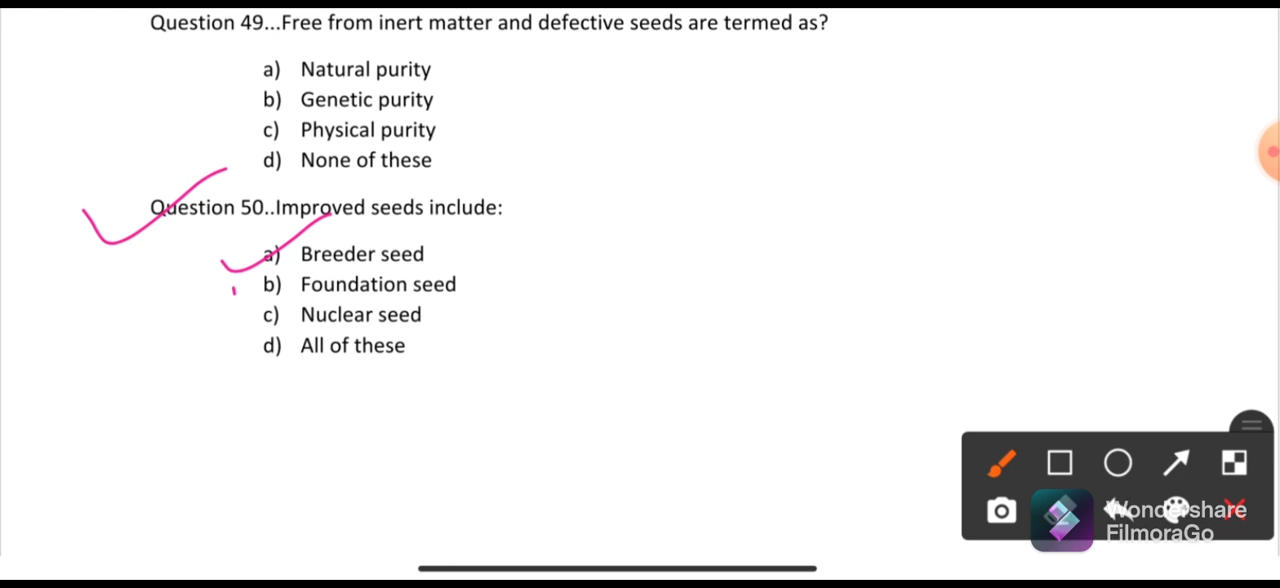 Question 49...Free from inert matter and defective seeds are termed as?
a) Natural purity
b) Genetic purity
c) Physical purity
d) None of these
Question 50..Improved seeds include:
a) Breeder seed
b) Foundation seed
c) Nuclear seed
d) All of these
Wondershare
FilmoraGo